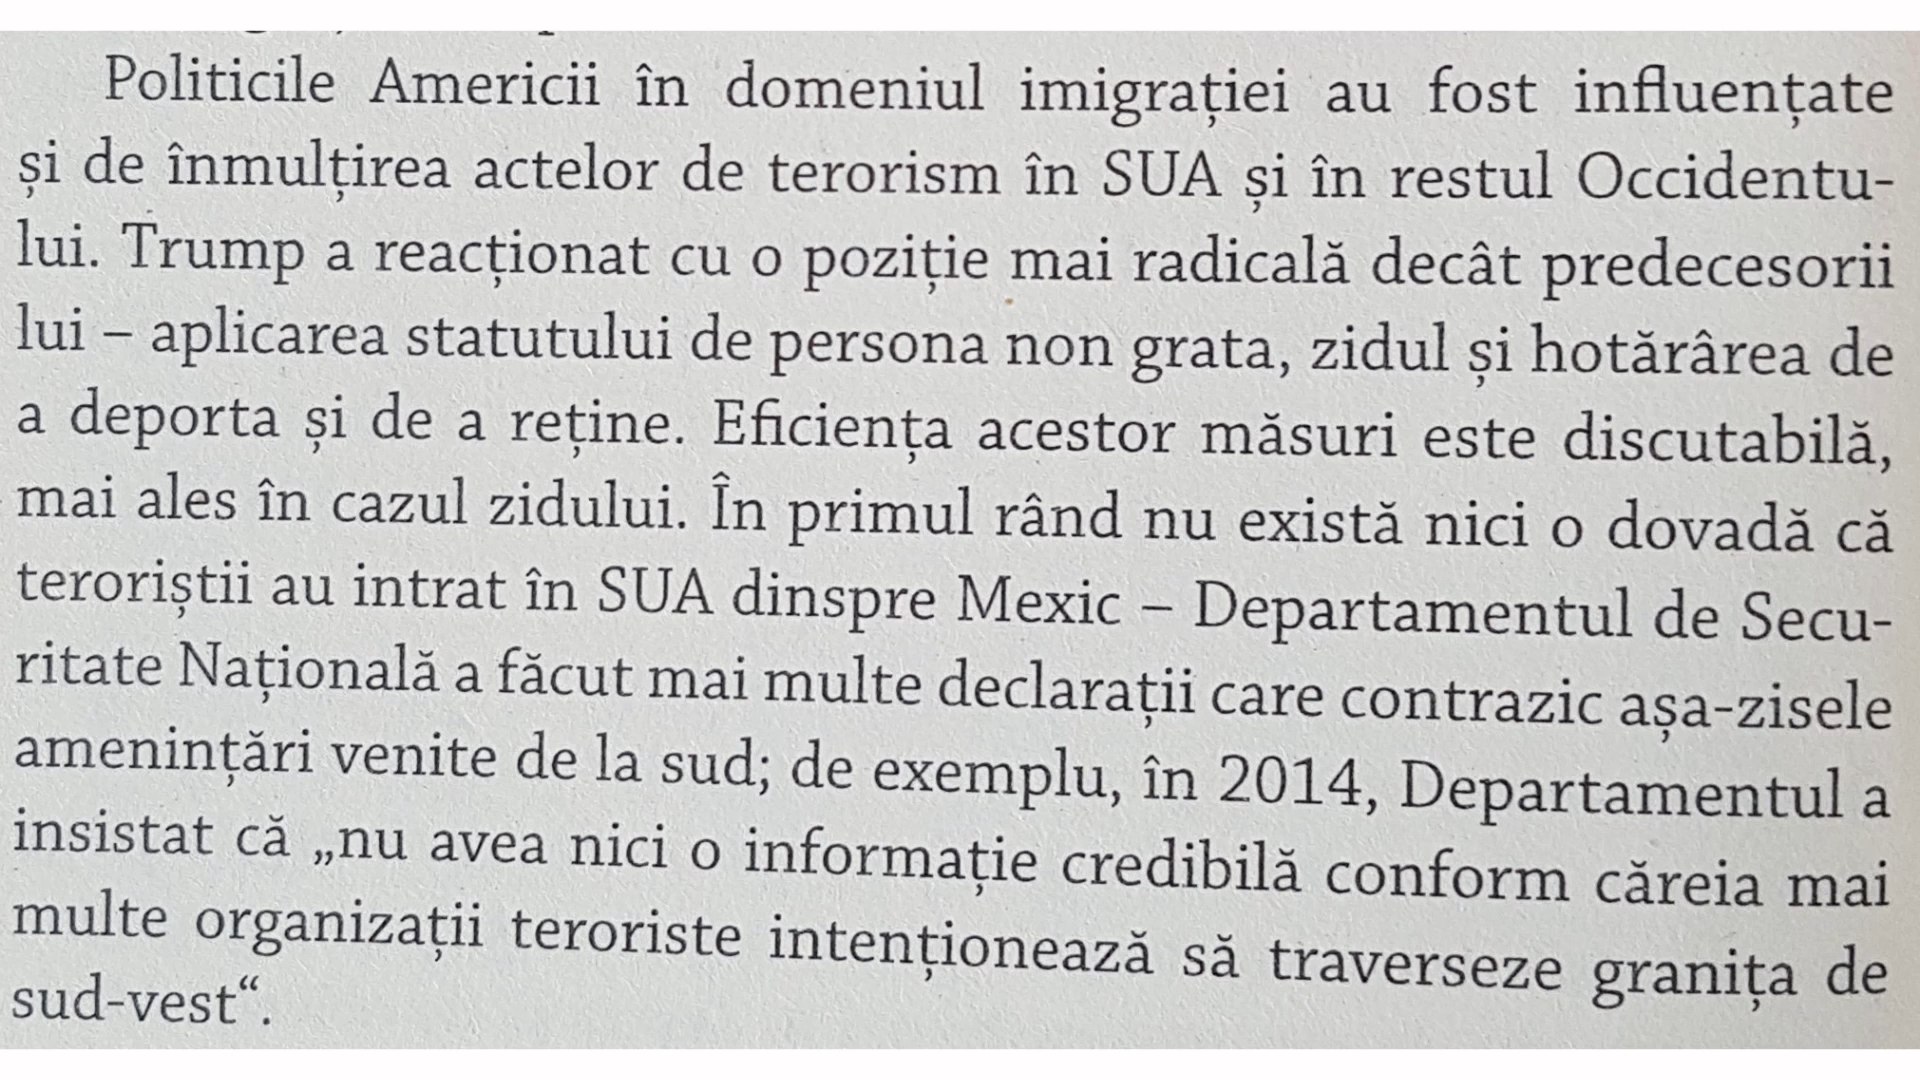 Politicile Americii în domeniul imigrației au fost influențate
și de înmulțirea actelor de terorism în SUA și în restul Occidentu-
lui. Trump a reacționat cu o poziție mai radicală decât predecesorii
lui – aplicarea statutului de persona non grata, zidul și hotărârea de
a deporta și de a reține. Eficiența acestor măsuri este discutabilă,
mai ales în cazul zidului. În primul rând nu există nici o dovadă că
teroriștii au intrat în SUA dinspre Mexic – Departamentul de Secu-
ritate Națională a făcut mai multe declarații care contrazic așa-zisele
amenințări venite de la sud; de exemplu, în 2014, Departamentul a
insistat că „nu avea nici o informație credibilă conform căreia mai
multe organizații teroriste intenționează să traverseze granița de
sud-vest“.